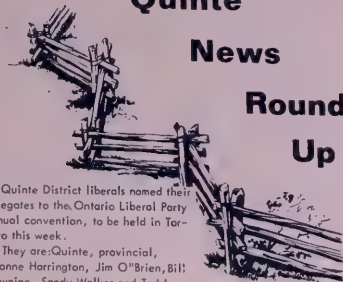 Quinte
News
Round
Up
Quinte District liberals named their
egates to the Ontario Liberal Party
nual convention, to be held in Tor-
o this week.
They are:Quinte, provincial,
onne Harrington, Jim O"Brien, Bill